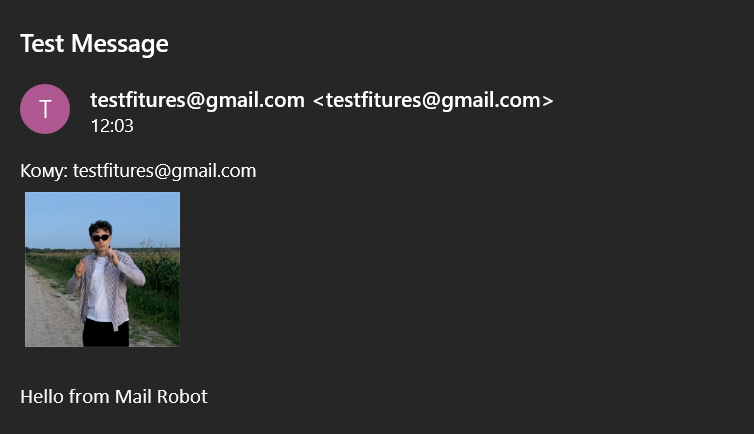 Test Message
T
testfitures@gmail.com <testfitures@gmail.com>
12:03
Кому: testfitures@gmail.com
Hello from Mail Robot